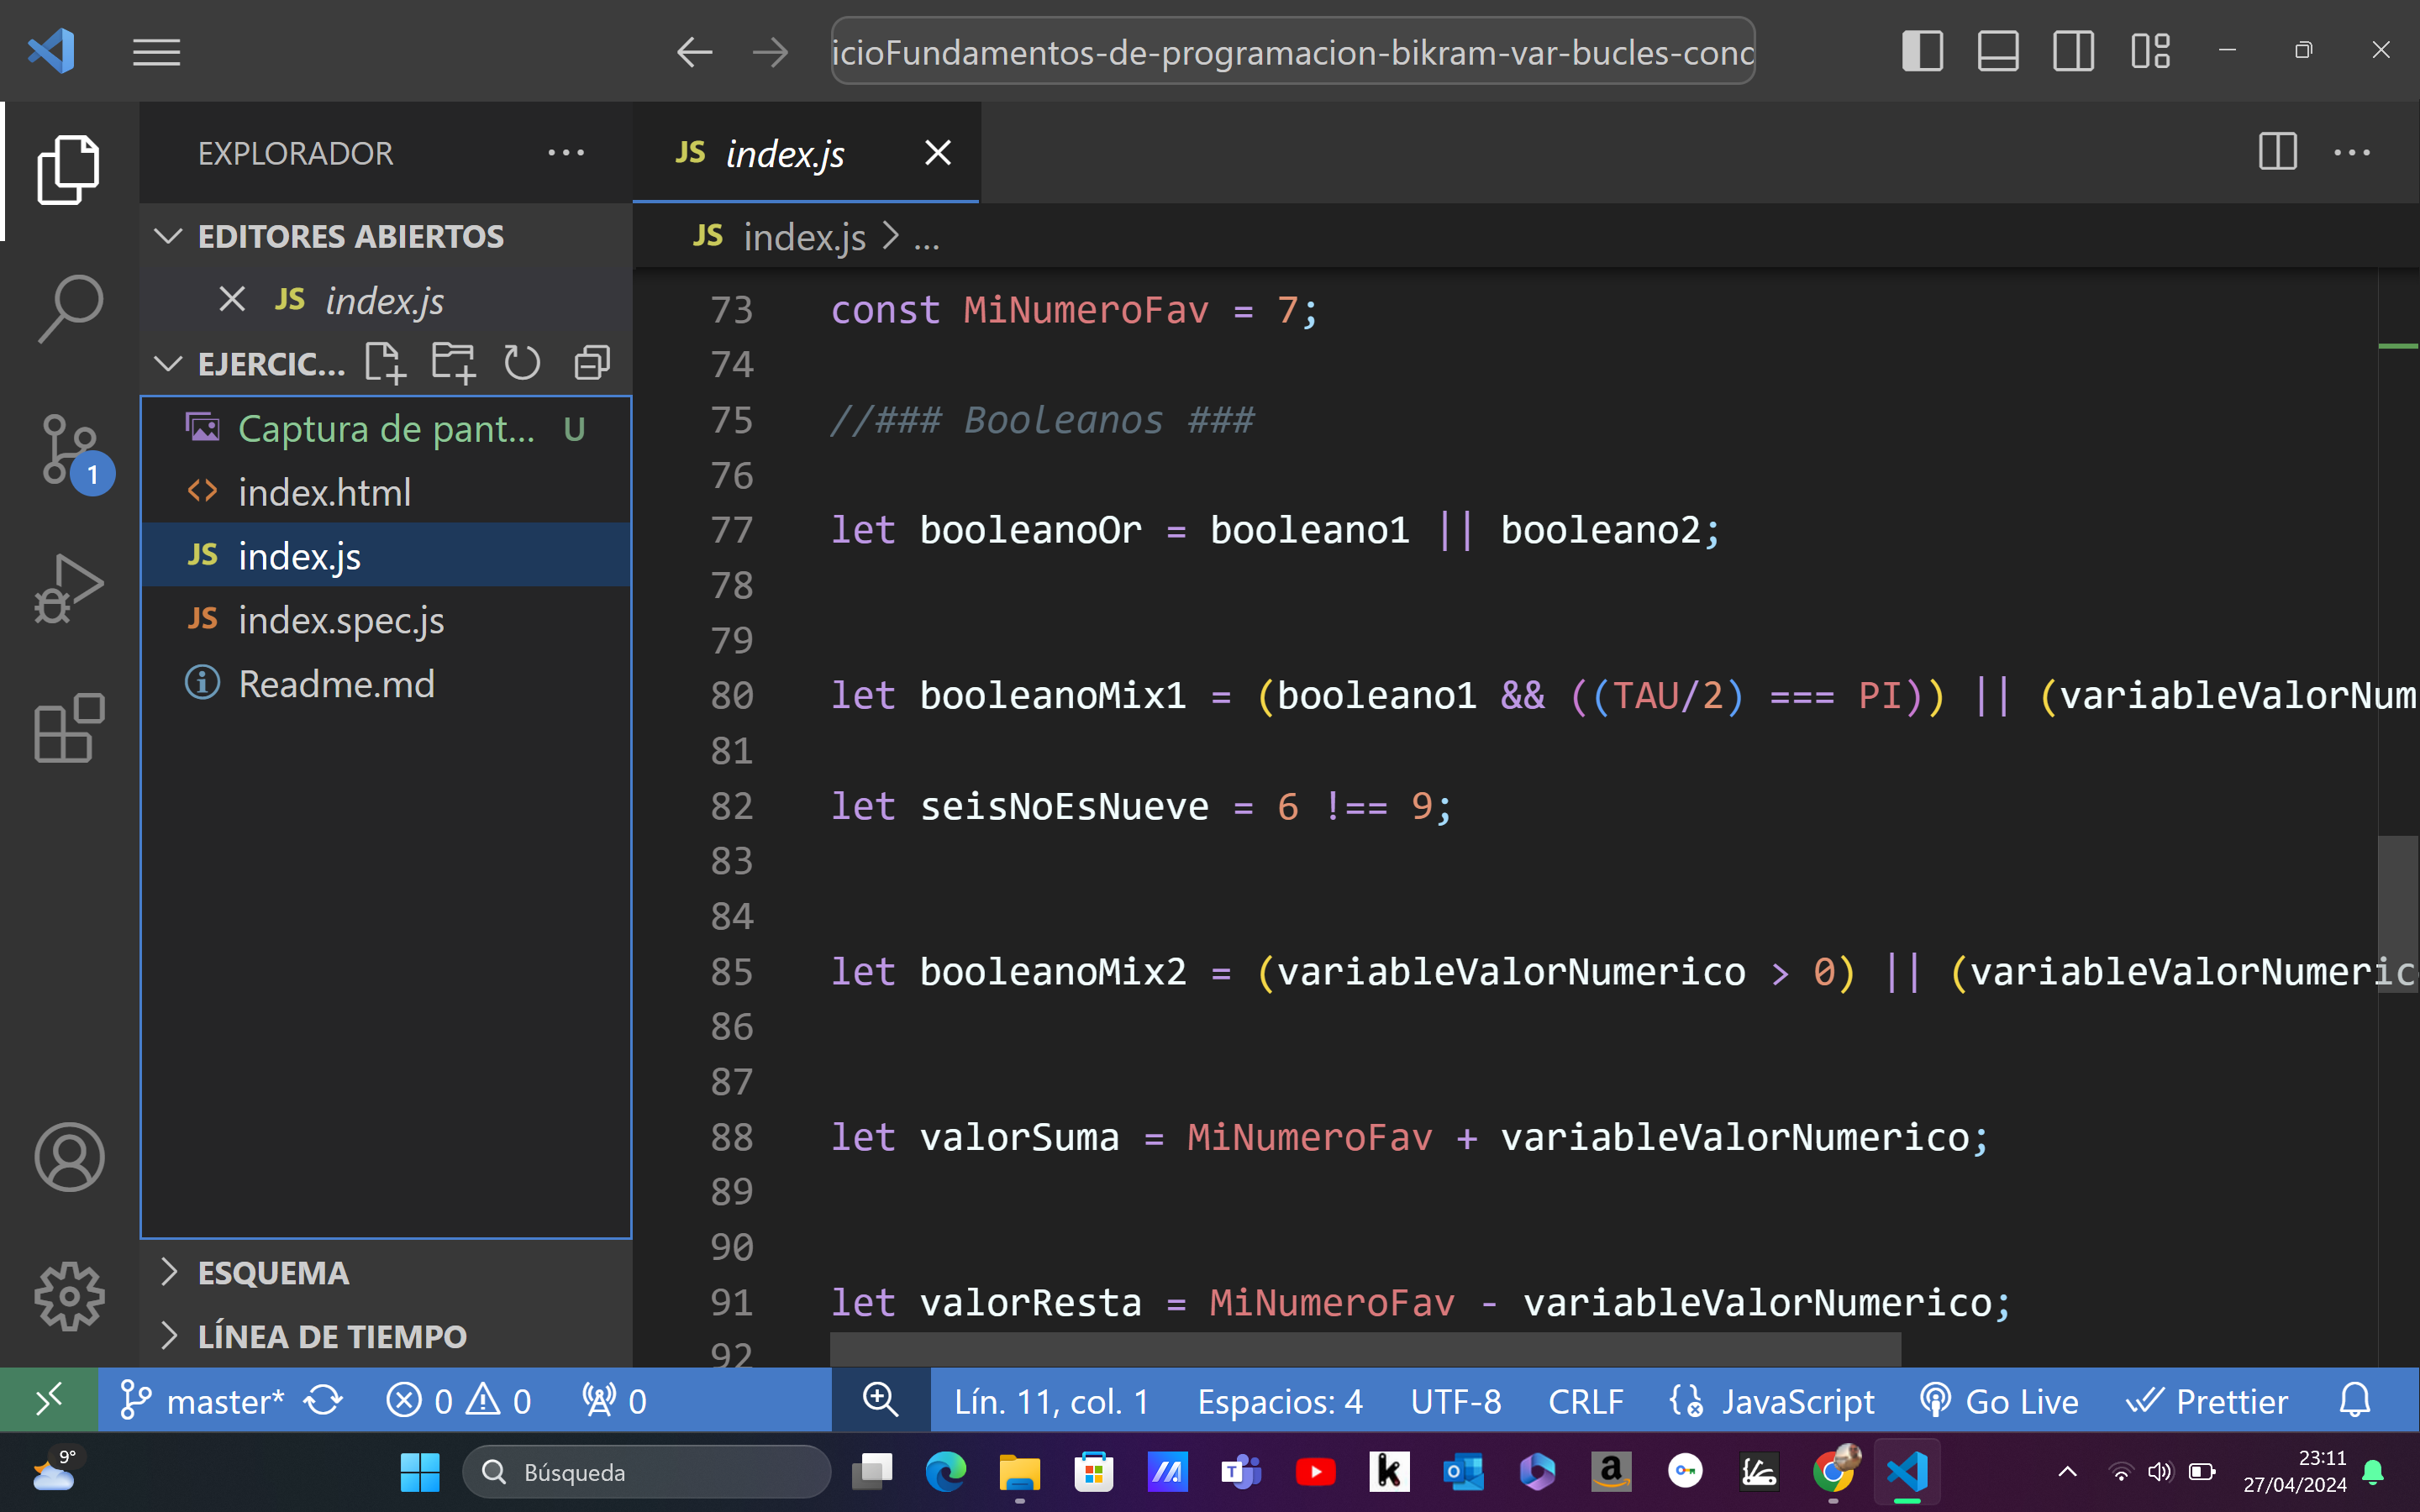 icioFundamentos-de-programacion-bikram-var-bucles-conc
EXPLORADOR
JS index.js
EDITORES ABIERTOS
JS index.js >  ...
JS index.js
EJERCIC...
Captura de pant... U
index.html
JS index.js
JS index.spec.js
Readme.md
ESQUEMA
LÍNEA DE TIEMPO
73 const MiNumeroFav = 7;
74
75 //### Booleanos ###
76
77 let booleanoOr = booleano1 || booleano2;
78
79
80 let booleanoMix1 = (booleano1 && ((TAU/2) === PI)) || (variableValorNum
81
82 let seisNoEsNueve = 6 !== 9;
83
84
85 let booleanoMix2 = (variableValorNumerico > 0) || (variableValorNumeric
86
87
88 let valorSuma = MiNumeroFav + variableValorNumerico;
89
90
91 let valorResta = MiNumeroFav - variableValorNumerico;
92
1
master* 0 0 0 Lín. 11, col. 1 Espacios: 4 UTF-8 CRLF JavaScript Go Live Prettier
9° Búsqueda 23:11
27/04/2024